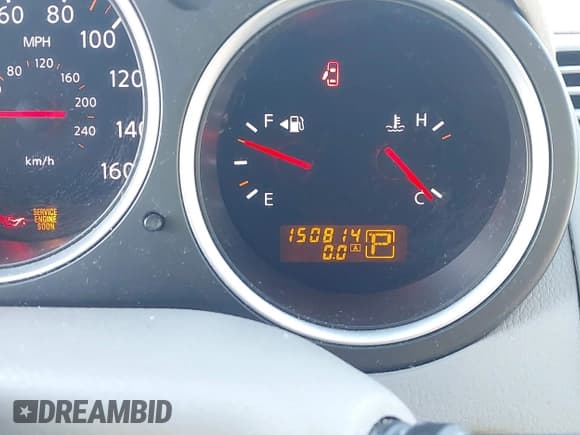 60
80
100
MPH
120
80
120
160
120
200
140
240
km/h
160
SERVICE
ENGINE
SOON
F
H
E
C
150814
0.0 A
P
DREAMBID